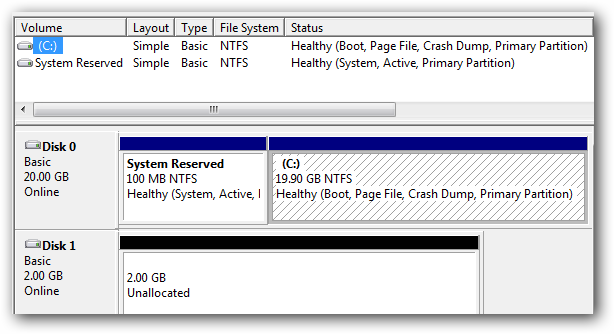 Volume Layout Type File System Status
(C:) Simple Basic NTFS Healthy (Boot, Page File, Crash Dump, Primary Partition)
System Reserved Simple Basic NTFS Healthy (System, Active, Primary Partition)
Disk 0
Basic
20.00 GB
Online
System Reserved
100 MB NTFS
Healthy (System, Active, I
(C:)
19.90 GB NTFS
Healthy (Boot, Page File, Crash Dump, Primary Partition)
Disk 1
Basic
2.00 GB
Online
2.00 GB
Unallocated